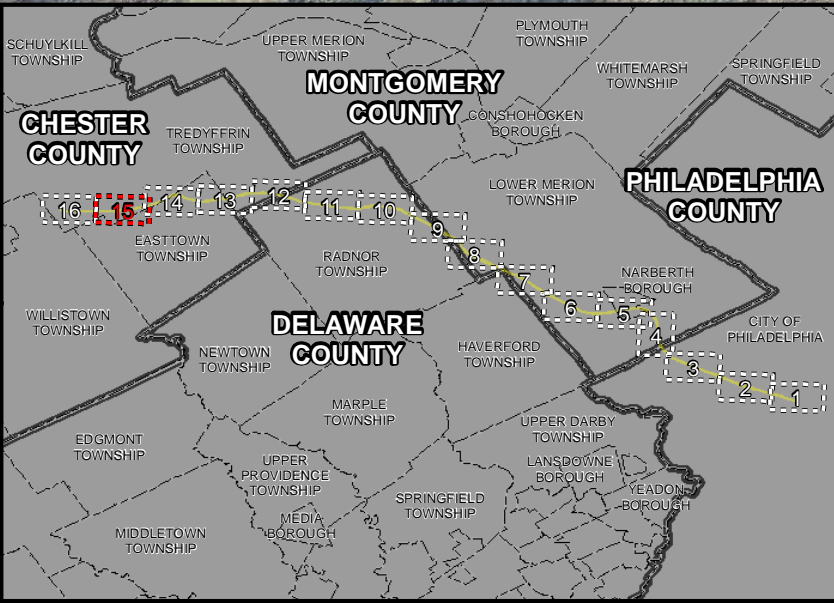 PLYMOUTH
TOWNSHIP
SCHUYLKILL
TOWNSHIP
UPPER MERION
TOWNSHIP
WHITEMARSH
TOWNSHIP
SPRINGFIELD
TOWNSHIP
MONTGOMERY
COUNTY
CONSHOHOCKEN
BOROUGH
CHESTER
COUNTY
TREDYFFRIN
TOWNSHIP
LOWER MERION
TOWNSHIP
PHILADELPHIA
COUNTY
16
15
14
13
12
11
10
9
8
7
6
5
4
3
2
1
EASTTOWN
TOWNSHIP
RADNOR
TOWNSHIP
NARBERTH
BOROUGH
WILLISTOWN
TOWNSHIP
DELAWARE
COUNTY
CITY OF
PHILADELPHIA
NEWTOWN
TOWNSHIP
HAVERFORD
TOWNSHIP
MARPLE
TOWNSHIP
EDGMONT
TOWNSHIP
UPPER DARBY
TOWNSHIP
UPPER
PROVIDENCE
TOWNSHIP
LANSDOWNE
BOROUGH
SPRINGFIELD
TOWNSHIP
YEADON
BOROUGH
MEDIA
BOROUGH
MIDDLETOWN
TOWNSHIP